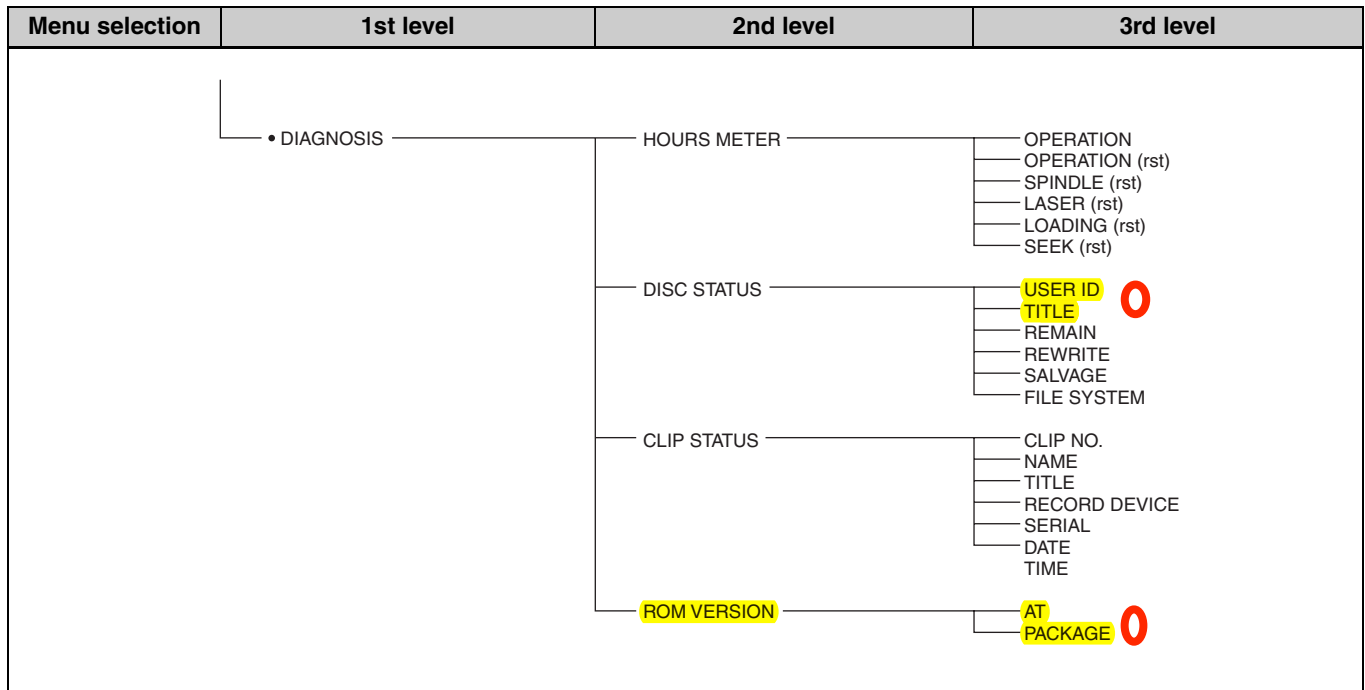 Menu selection 1st level 2nd level 3rd level
• DIAGNOSIS HOURS METER OPERATION
OPERATION (rst)
SPINDLE (rst)
LASER (rst)
LOADING (rst)
SEEK (rst)
DISC STATUS USER ID
TITLE
REMAIN
REWRITE
SALVAGE
FILE SYSTEM
CLIP STATUS CLIP NO.
NAME
TITLE
RECORD DEVICE
SERIAL
DATE
TIME
ROM VERSION AT
PACKAGE